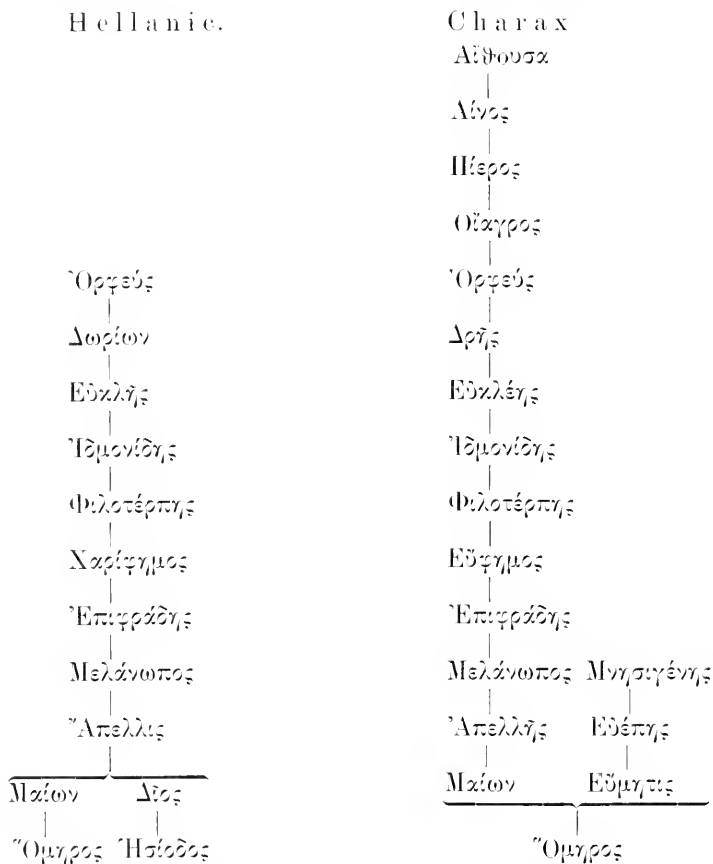 Hellanic. Charax
Αἴθουσα
Λίνος
Πίερος
Οἴαγρος
Ὀρφεύς Ὀρφεύς
Δωρίων Δρῆς
Εὐκλῆς Εὐκλέης
Ἰδμονίδης Ἰδμονίδης
Φιλοτέρπης Φιλοτέρπης
Χαρίφημος Εὔφημος
Ἐπιφράδης Ἐπιφράδης
Μελάνωπος Μελάνωπος Μνησιγένης
Ἄπελλις Ἀπελλῆς Εὐέπης
Μαίων Δῖος Μαίων Εὔμητις
Ὅμηρος Ἡσίοδος Ὅμηρος